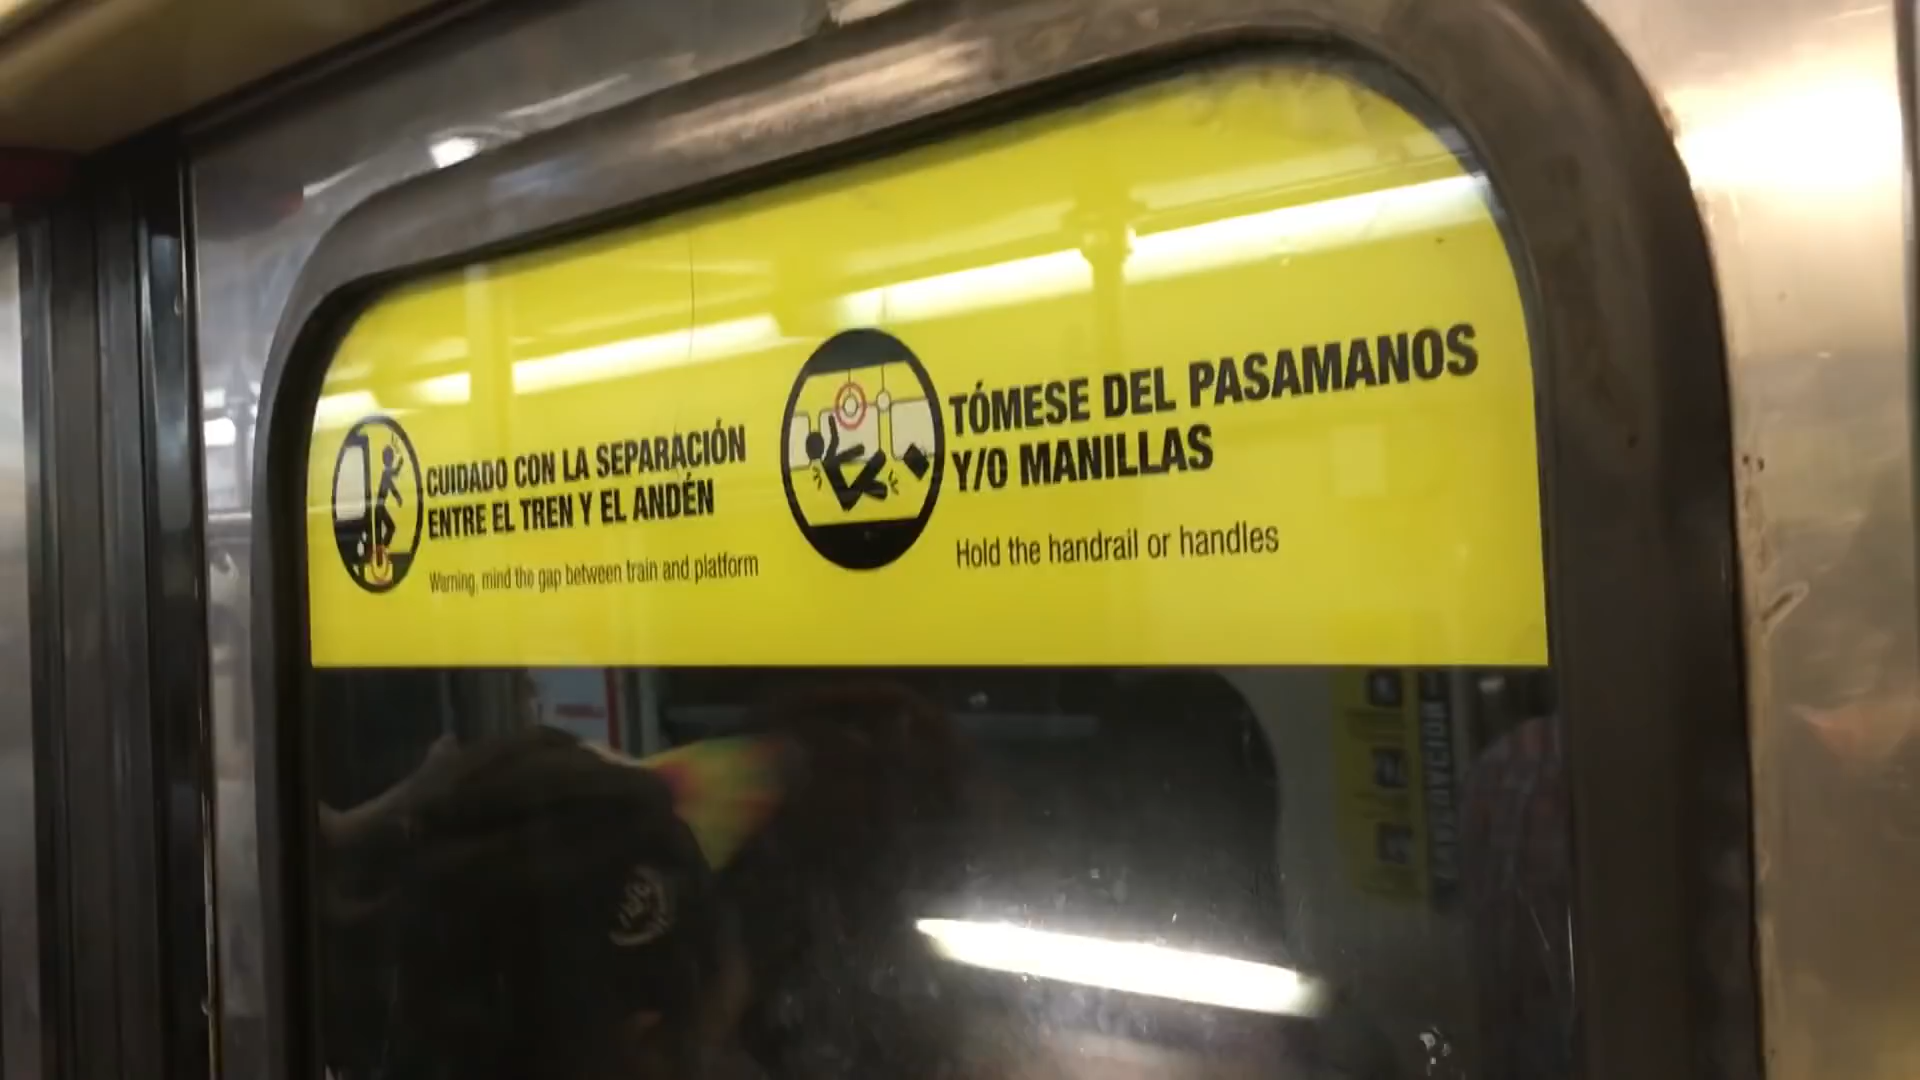 CUIDADO CON LA SEPARACIÓN
ENTRE EL TREN Y EL ANDÉN
Warning, mind the gap between train and platform
TÓMESE DEL PASAMANOS
Y/O MANILLAS
Hold the handrail or handles